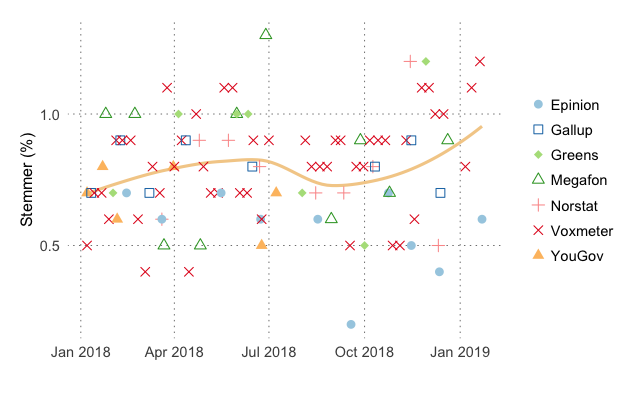 Stemmer (%)
1.0
0.5
Jan 2018
Apr 2018
Jul 2018
Oct 2018
Jan 2019
Epinion
Gallup
Greens
Megafon
Norstat
Voxmeter
YouGov